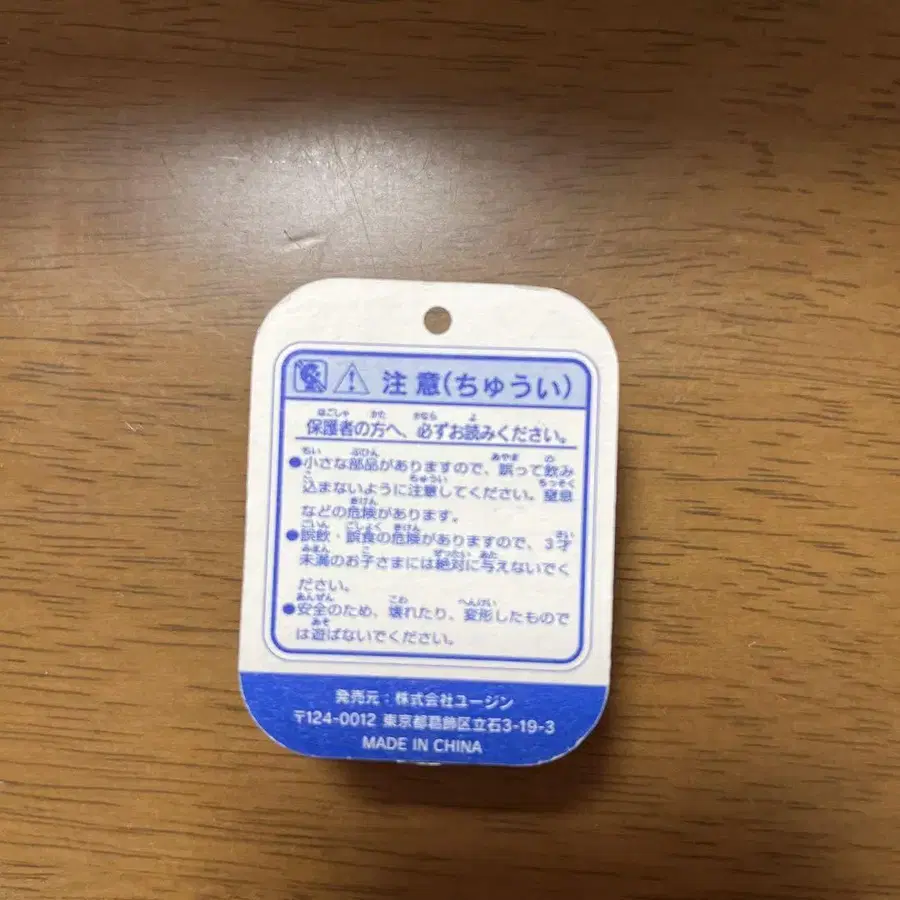 注意(ちゅうい)
保護者の方へ、必ずお読みください。
●小さな部品がありますので、誤って飲み
込まないように注意してください。窒息
などの危険があります。
●誤飲・誤食の危険がありますので、3才
未満のお子さまには絶対に与えないでく
ださい。
●安全のため、壊れたり、変形したもので
は遊ばないでください。
発売元:株式会社ユージン
〒124-0012 東京都葛飾区立石3-19-3
MADE IN CHINA